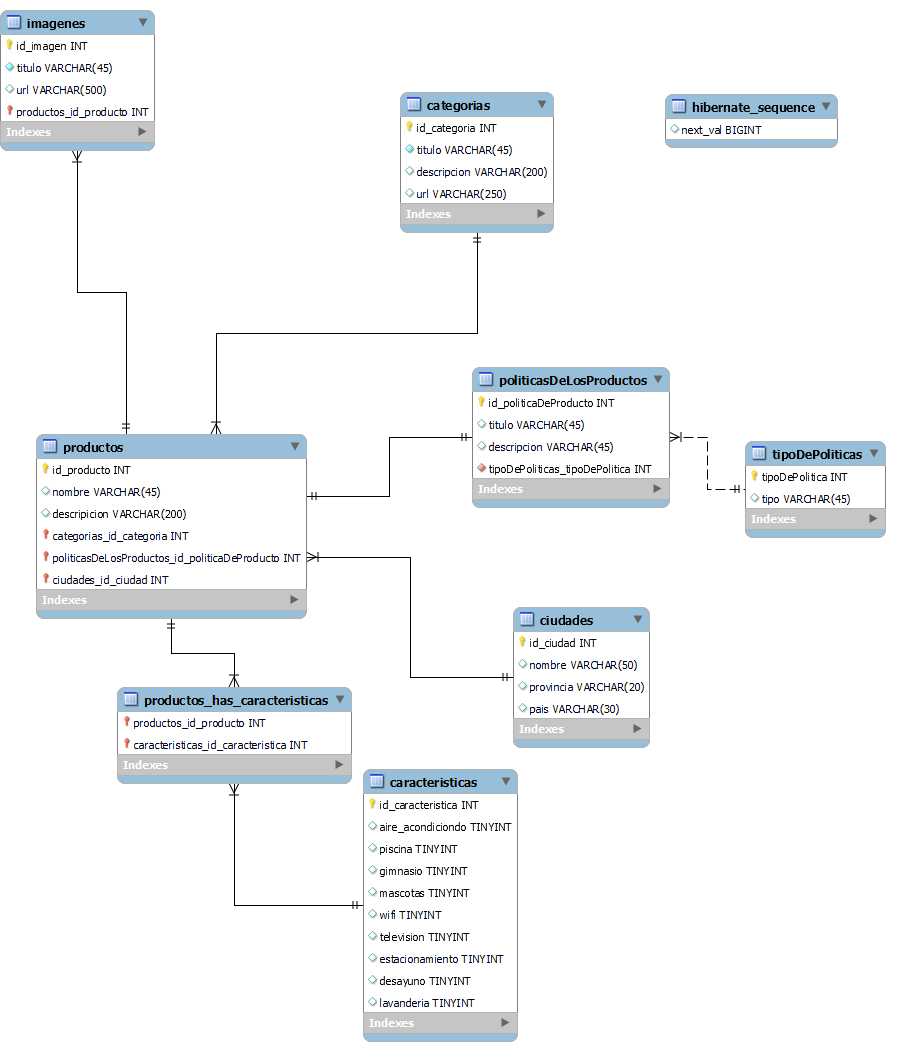 imagenes
id_imagen INT
titulo VARCHAR(45)
url VARCHAR(500)
productos_id_producto INT
Indexes
categorias
id_categoria INT
titulo VARCHAR(45)
descripcion VARCHAR(200)
url VARCHAR(250)
Indexes
hibernate_sequence
next_val BIGINT
productos
id_producto INT
nombre VARCHAR(45)
descripicion VARCHAR(200)
categorias_id_categoria INT
politicasDeLosProductos_id_politicaDeProducto INT
ciudades_id_ciudad INT
Indexes
politicasDeLosProductos
id_politicaDeProducto INT
titulo VARCHAR(45)
descripcion VARCHAR(45)
tipoDePoliticas_tipoDePolitica INT
Indexes
tipoDePoliticas
tipoDePolitica INT
tipo VARCHAR(45)
Indexes
ciudades
id_ciudad INT
nombre VARCHAR(50)
provincia VARCHAR(20)
pais VARCHAR(30)
Indexes
productos_has_caracteristicas
productos_id_producto INT
caracteristicas_id_caracteristica INT
Indexes
caracteristicas
id_caracteristica INT
aire_acondiciondo TINYINT
piscina TINYINT
gimnasio TINYINT
mascotas TINYINT
wifi TINYINT
television TINYINT
estacionamiento TINYINT
desayuno TINYINT
lavanderia TINYINT
Indexes